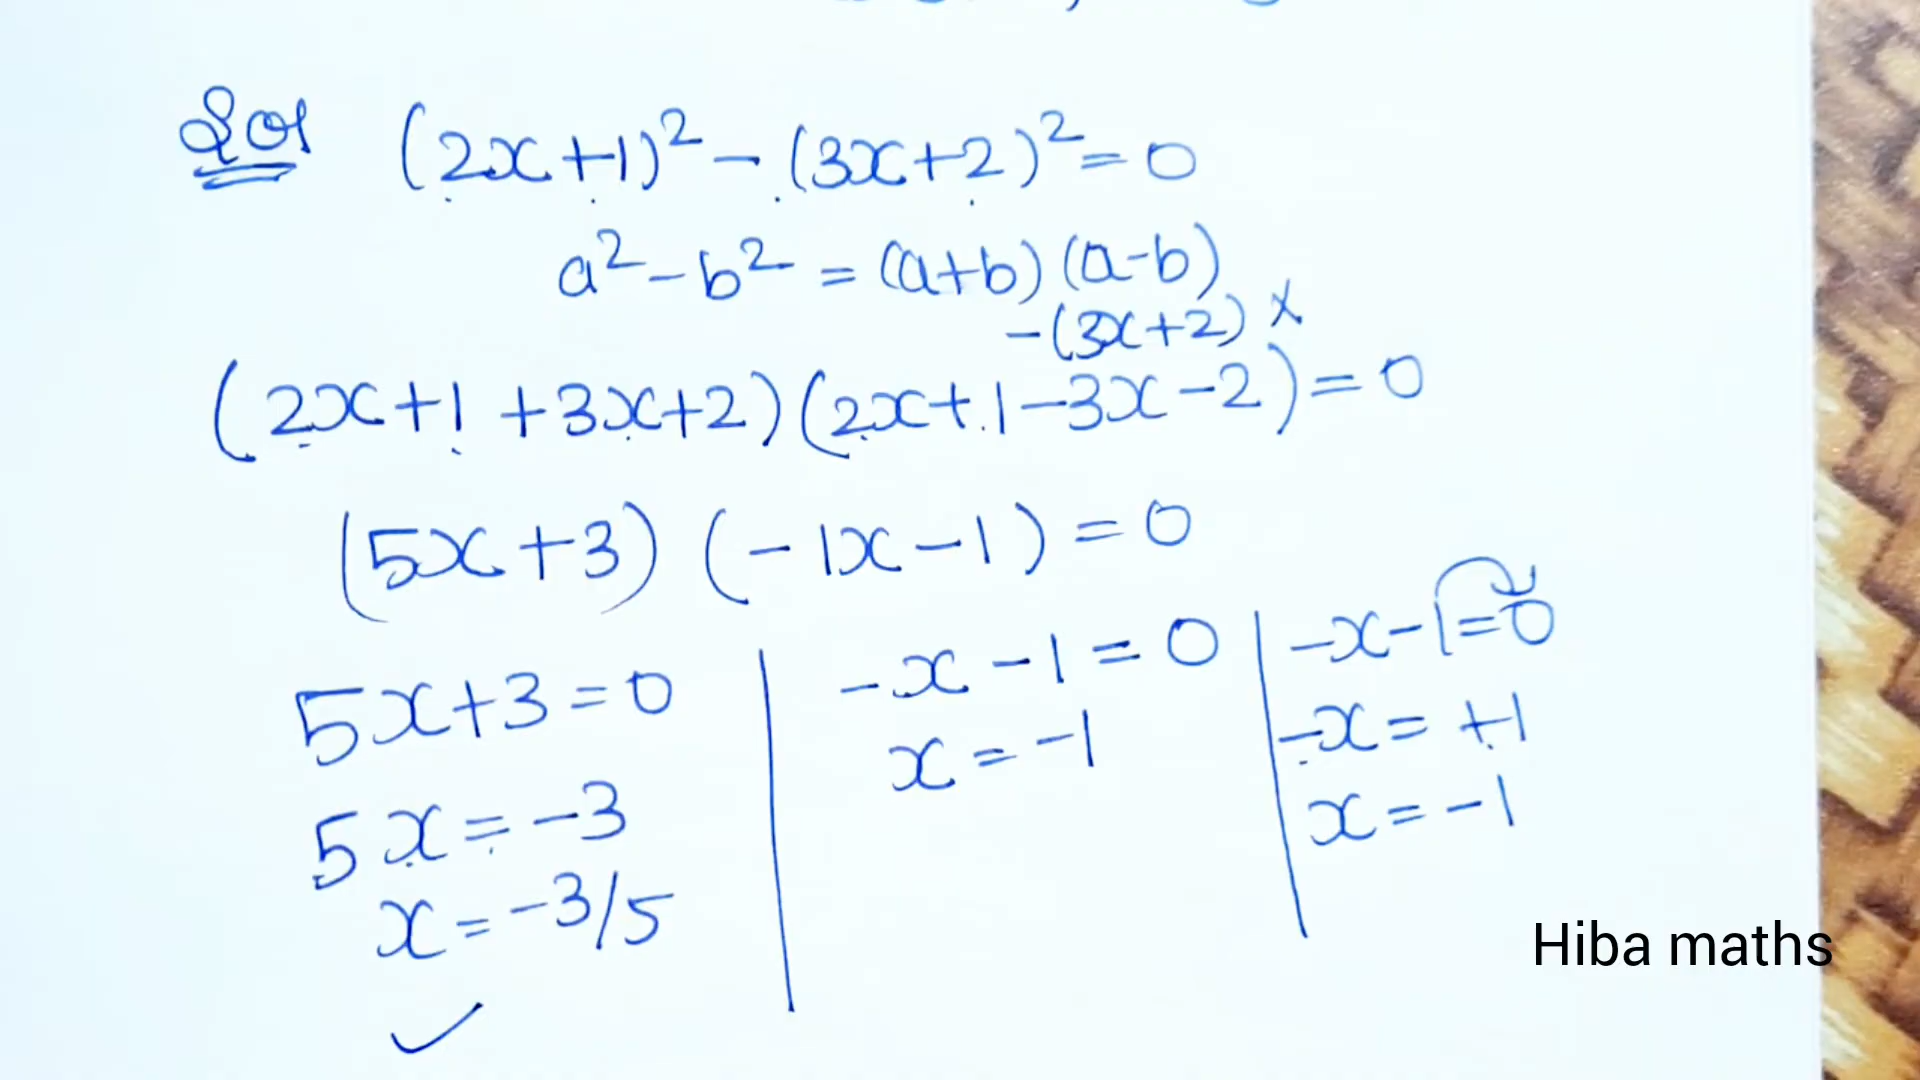 Sol (2x+1)² - (3x+2)² = 0
a² - b² = (a+b) (a-b)
-(3x+2) ×
(2x+1 +3x+2) (2x+1-3x-2) = 0
(5x+3) (-1x-1) = 0
5x+3=0
5x = -3
x = -3/5
✓
-x -1 = 0
x = -1
-x-1=0
-x = +1
x = -1
Hiba maths